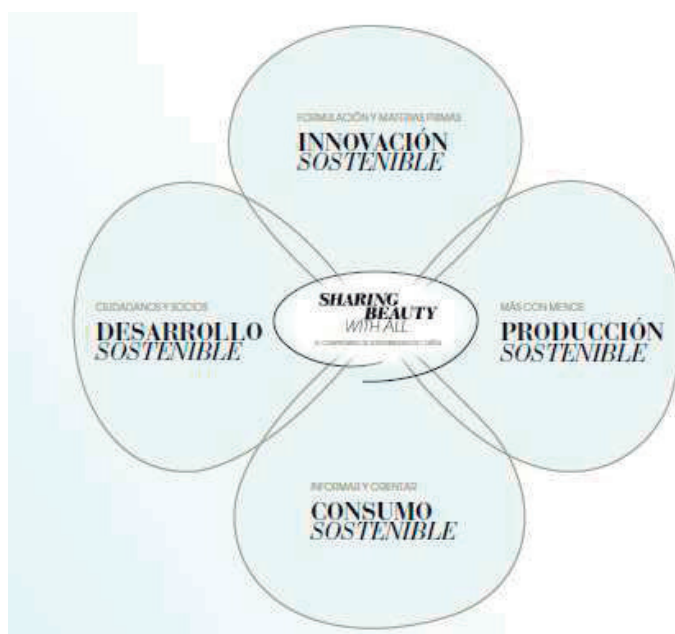 FORMULACIÓN Y MATERIAS PRIMAS
INNOVACIÓN
SOSTENIBLE
CIUDADANOS Y SOCIOS
DESARROLLO
SOSTENIBLE
SHARING
BEAUTY
WITH ALL
MÁS CON MENOS
PRODUCCIÓN
SOSTENIBLE
INFORMAR Y ORIENTAR
CONSUMO
SOSTENIBLE